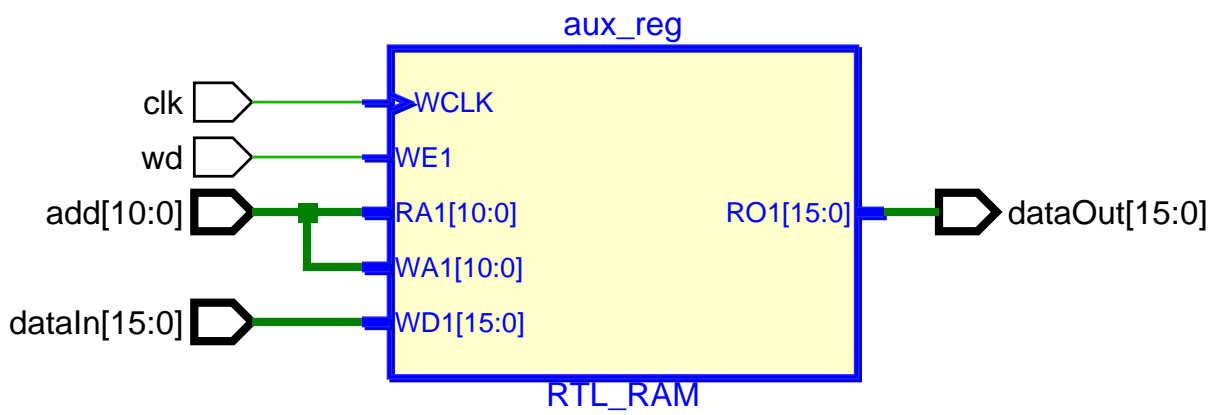 aux_reg
clk
WCLK
wd
WE1
add[10:0]
RA1[10:0]
RO1[15:0]
dataOut[15:0]
WA1[10:0]
dataIn[15:0]
WD1[15:0]
RTL_RAM